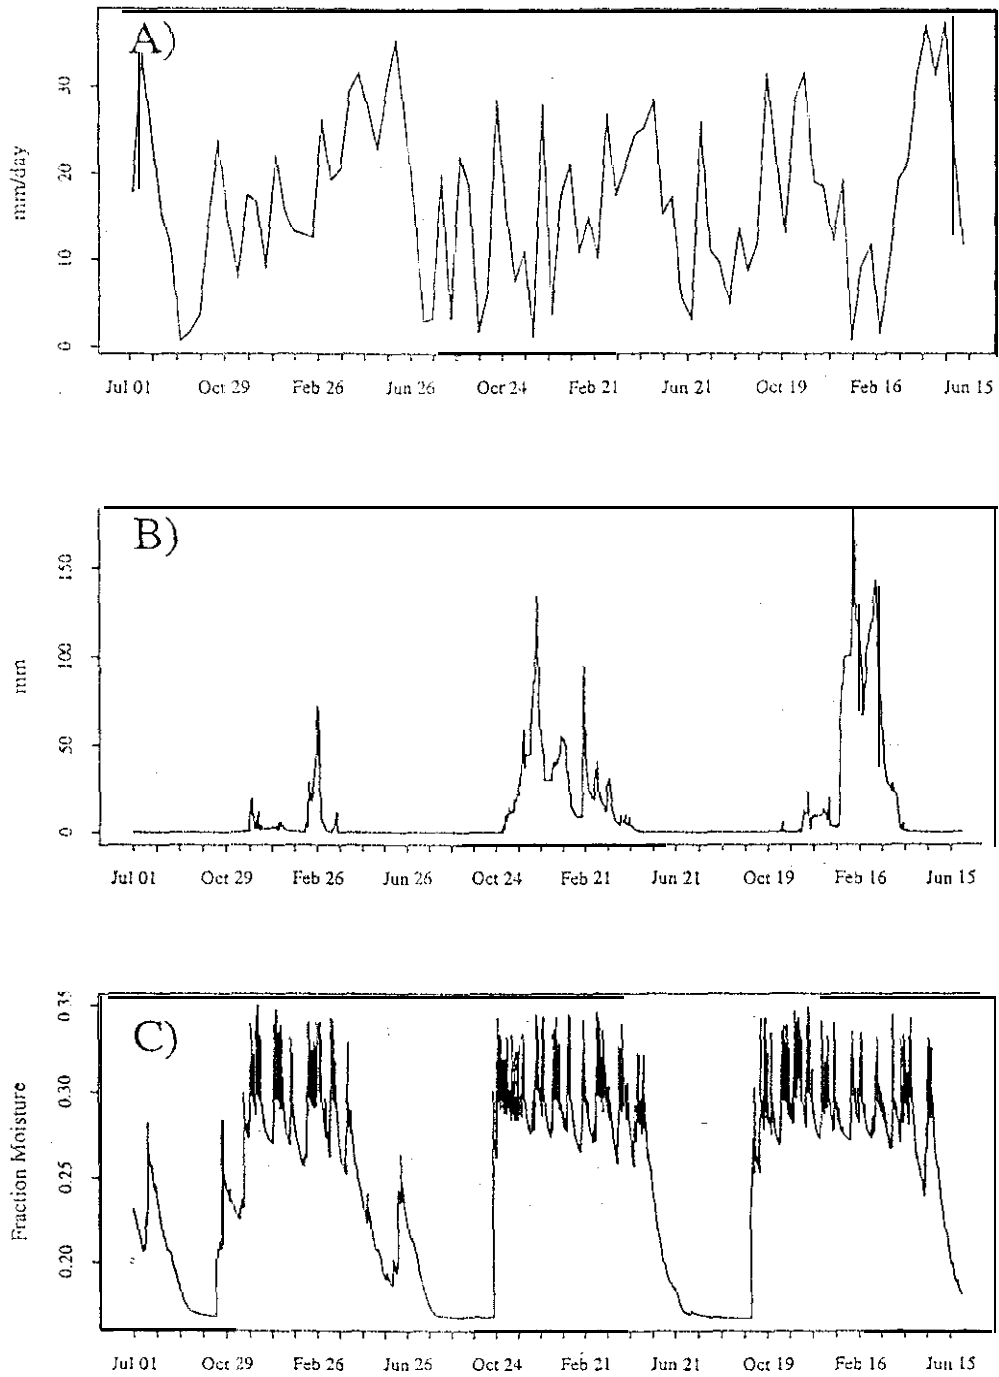 A)
mm/day
30
20
10
0
Jul 01 Oct 29 Feb 26 Jun 26 Oct 24 Feb 21 Jun 21 Oct 19 Feb 16 Jun 15
B)
mm
150
100
50
0
Jul 01 Oct 29 Feb 26 Jun 26 Oct 24 Feb 21 Jun 21 Oct 19 Feb 16 Jun 15
C)
Fraction Moisture
0.35
0.30
0.25
0.20
Jul 01 Oct 29 Feb 26 Jun 26 Oct 24 Feb 21 Jun 21 Oct 19 Feb 16 Jun 15